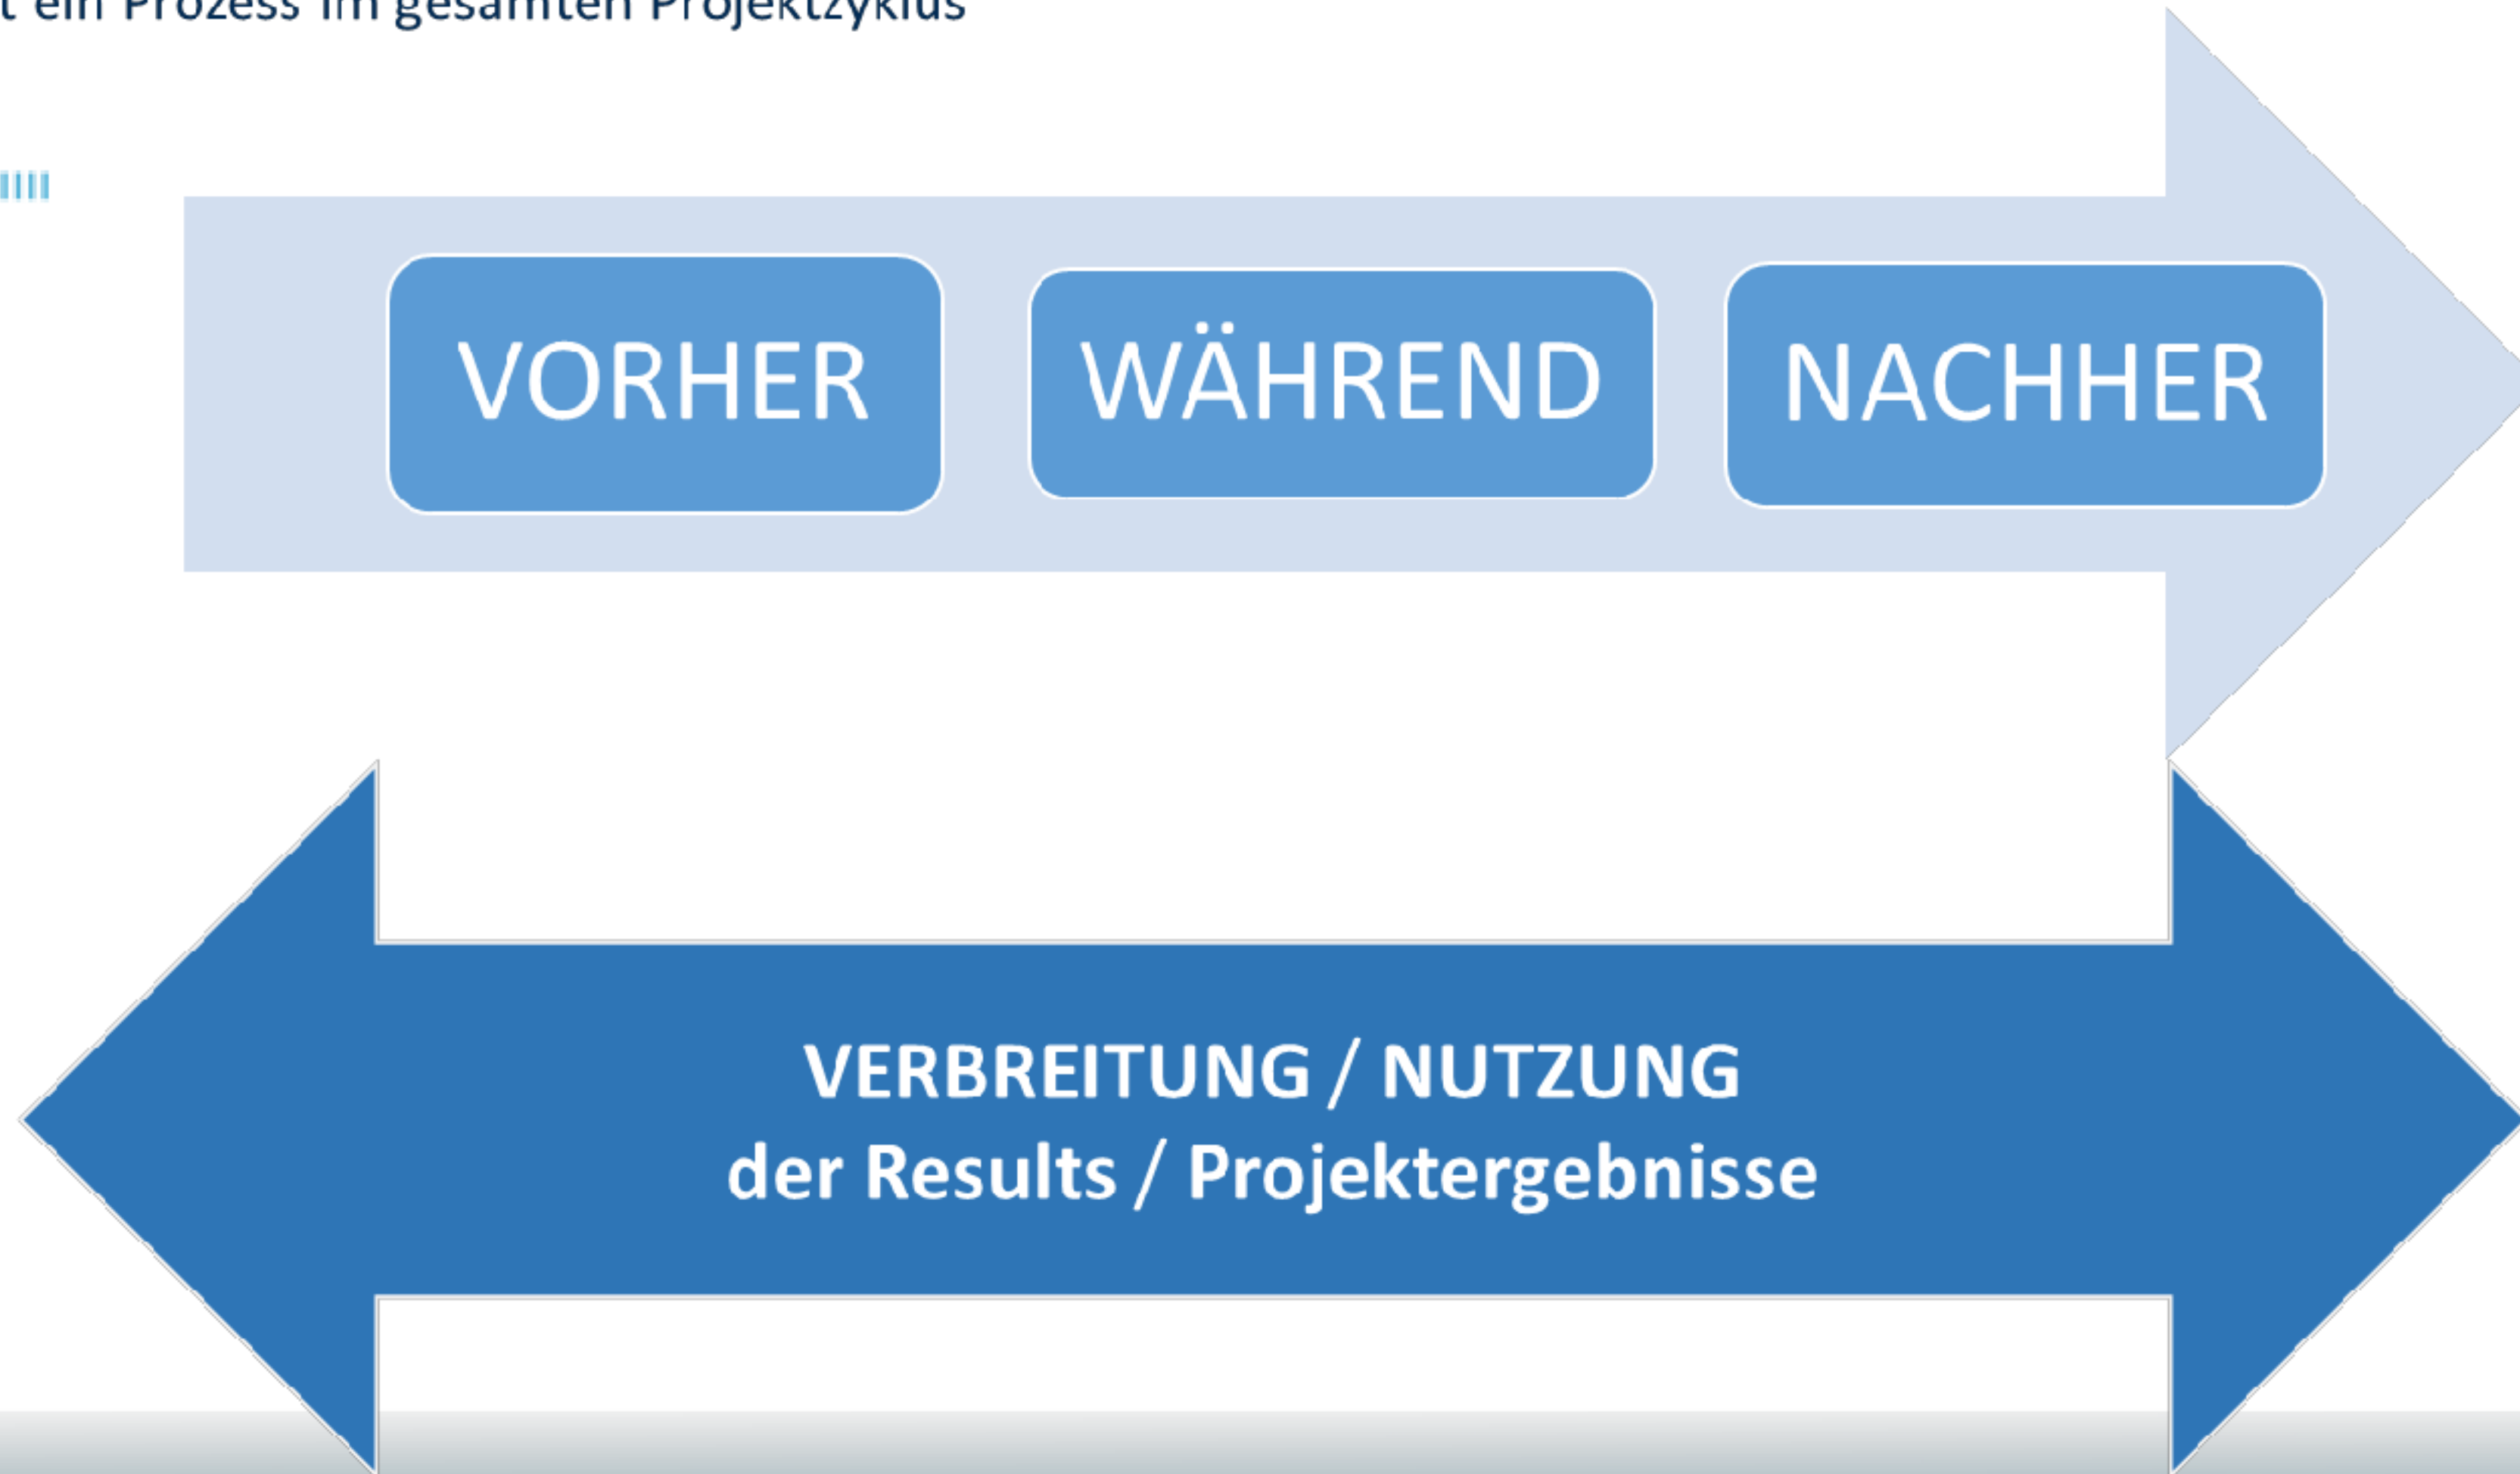 t ein Prozess im gesamten Projektzyklus
VORHER WÄHREND NACHHER
VERBREITUNG / NUTZUNG
der Results / Projektergebnisse